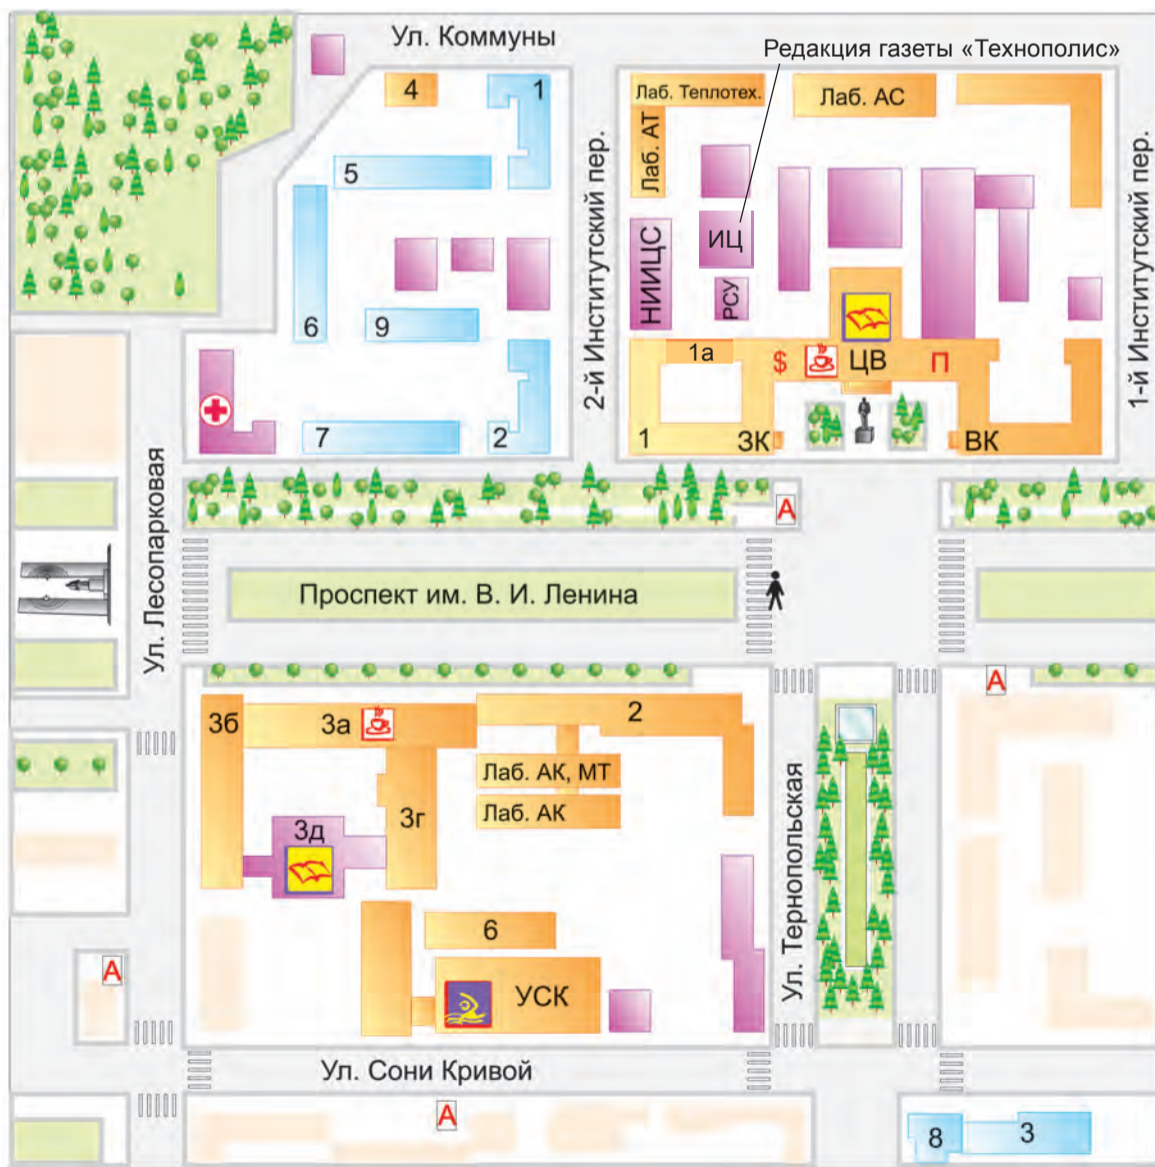 Ул. Коммуны
Редакция газеты «Технополис»
4
1
Лаб. Теплотех.
Лаб. АС
Лаб. АТ
5
2-й Институтский пер.
1-й Институтский пер.
НИИЦС
ИЦ
РСУ
6
9
1а
$
ЦВ
П
7
2
1
ЗК
ВК
А
Ул. Лесопарковая
Проспект им. В. И. Ленина
А
3б
3а
2
Лаб. АК, МТ
Лаб. АК
3г
3д
Ул. Тернопольская
6
УСК
А
Ул. Сони Кривой
А
8
3